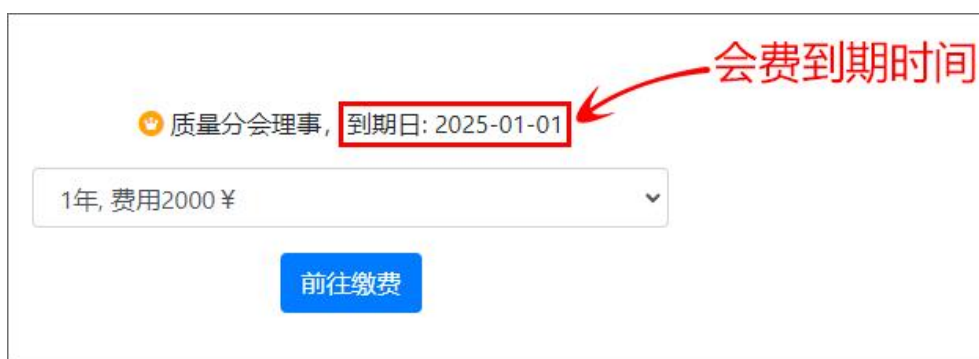 会费到期时间
质量分会理事, 到期日: 2025-01-01
1年, 费用2000¥
前往缴费